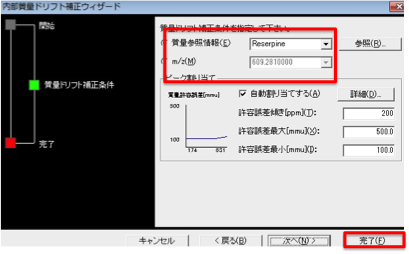 内部質量ドリフト補正ウィザード
開始
質量ドリフト補正条件
完了
質量ドリフト補正条件を指定して下さい。
質量参照情報(E)
Reserpine
参照(R)...
m/z(M)
609.2810000
ピーク割り当て
質量許容誤差[mmu]
500
100
174 851
自動割り当てする(A)
詳細(D)...
許容誤差傾き[ppm](T):
200
許容誤差最大[mmu](X):
500.0
許容誤差最小[mmu](I):
100.0
キャンセル
< 戻る(B)
次へ(N) >
完了(F)